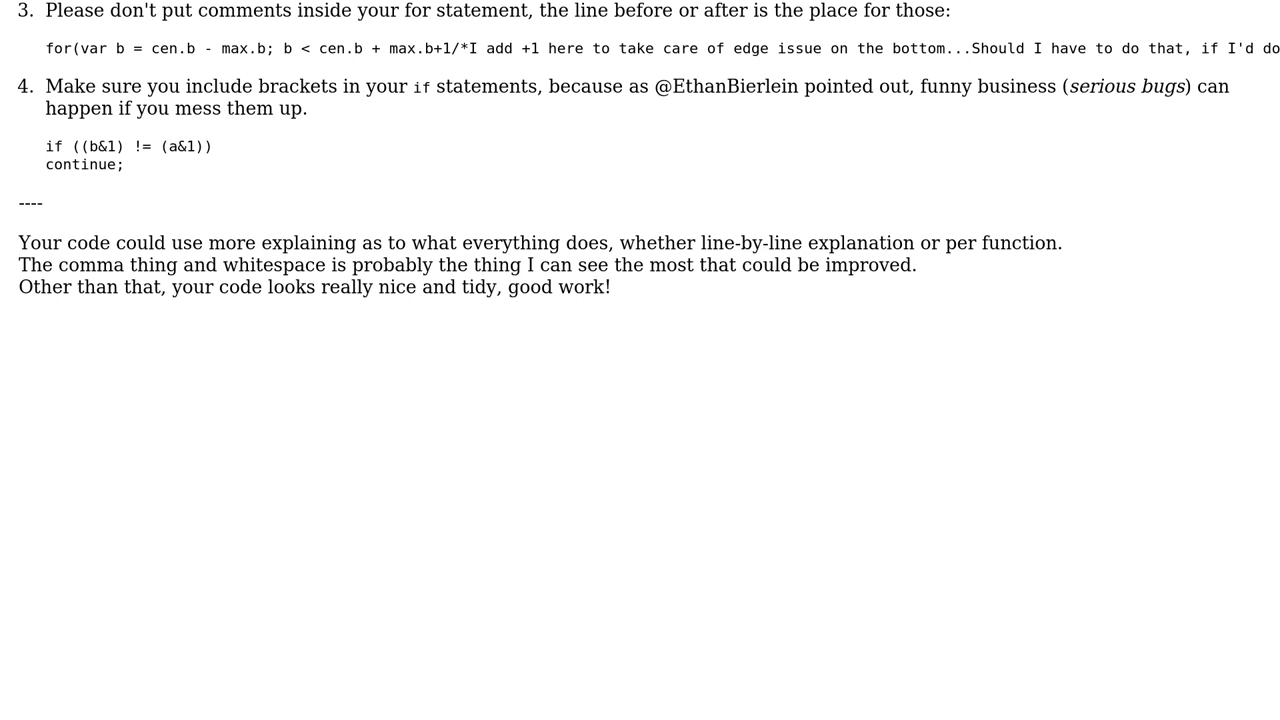 3. Please don't put comments inside your for statement, the line before or after is the place for those:
for(var b = cen.b - max.b; b < cen.b + max.b+1/*I add +1 here to take care of edge issue on the bottom...Should I have to do that, if I'd do
4. Make sure you include brackets in your if statements, because as @EthanBierlein pointed out, funny business (serious bugs) can
happen if you mess them up.
if ((b&1) != (a&1))
continue;
----
Your code could use more explaining as to what everything does, whether line-by-line explanation or per function.
The comma thing and whitespace is probably the thing I can see the most that could be improved.
Other than that, your code looks really nice and tidy, good work!